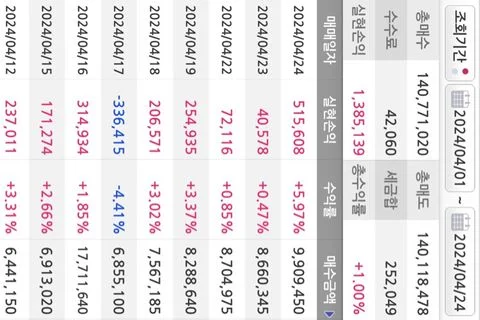 조회기간 2024/04/01 ~ 2024/04/24
총매수 140,771,020 총매도 140,118,478
수수료 42,060 세금합 252,049
실현손익 1,385,139 총수익률 +1.00%
매매일자 실현손익 수익률 매수금액
2024/04/24 515,608 +5.97% 9,909,450
2024/04/23 40,578 +0.47% 8,660,345
2024/04/22 72,116 +0.85% 8,704,975
2024/04/19 254,935 +3.37% 8,288,640
2024/04/18 206,571 +3.02% 7,567,185
2024/04/17 -336,415 -4.41% 6,855,100
2024/04/16 314,934 +1.85% 17,711,640
2024/04/15 171,274 +2.66% 6,913,020
2024/04/12 237,011 +3.31% 6,441,150